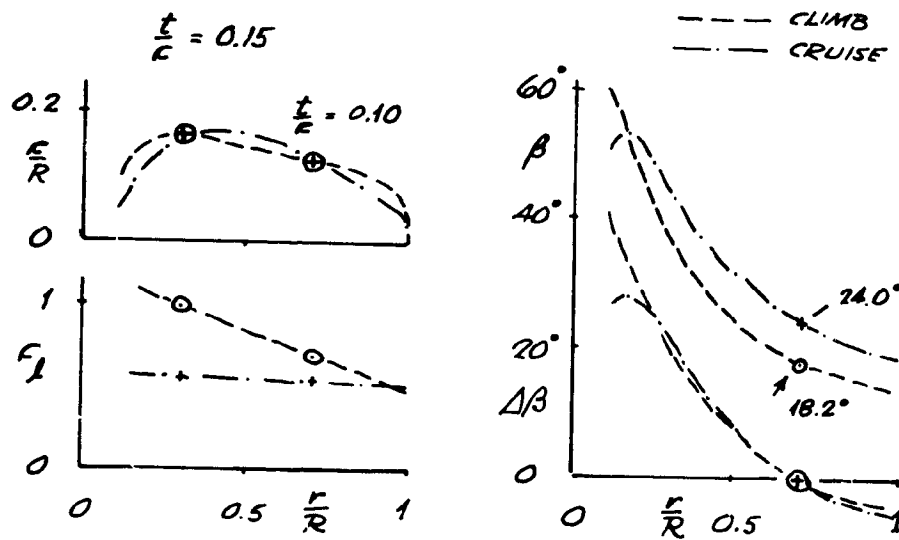 t/c = 0.15
0.2
t/c = 0.10
c/R
0
1
c_l
0
0 0.5 r/R 1
--- CLIMB
-·- CRUISE
60°
β
40°
24.0°
20°
18.2°
Δβ
0
0 r/R 0.5 1